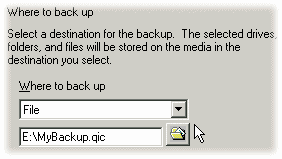 Where to back up
Select a destination for the backup.  The selected drives,
folders, and files will be stored on the media in the
destination you select.
Where to back up
File
E:\MyBackup.qic